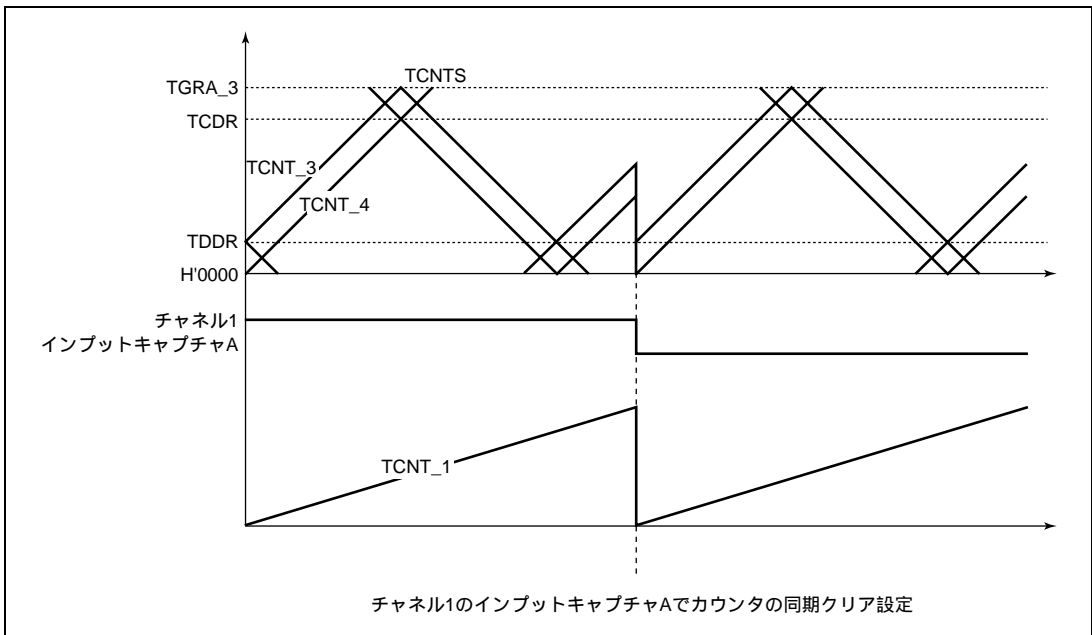 TCNTS
TGRA_3
TCDR
TCNT_3
TCNT_4
TDDR
H'0000
チャネル1
インプットキャプチャA
TCNT_1
チャネル1のインプットキャプチャAでカウンタの同期クリア設定